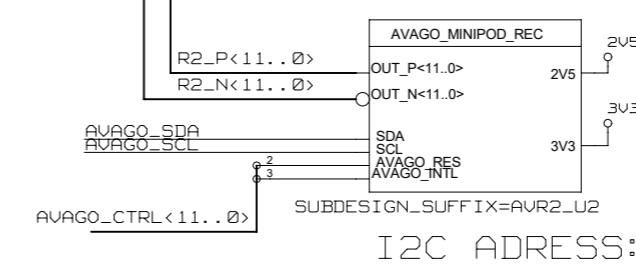 AVAGO_MINIPOD_REC
2V5
R2_P<11..0>
OUT_P<11..0>
2V5
R2_N<11..0>
OUT_N<11..0>
3V3
AVAGO_SDA
SDA
AVAGO_SCL
SCL
3V3
2
AVAGO_RES
3
AVAGO_INTL
SUBDESIGN_SUFFIX=AVR2_U2
AVAGO_CTRL<11..0>
I2C ADRESS: